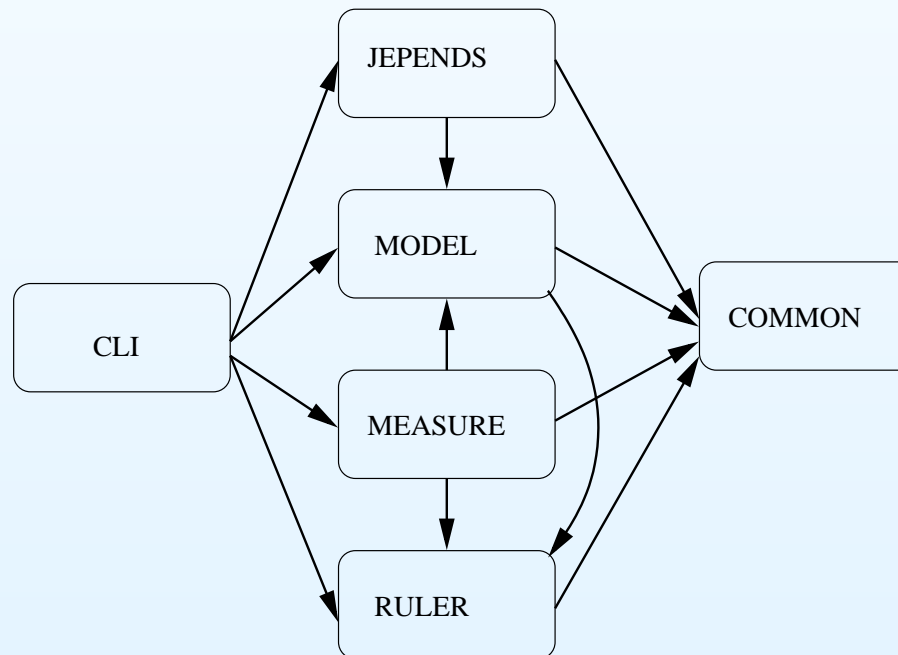 JEPENDS
MODEL
CLI
COMMON
MEASURE
RULER